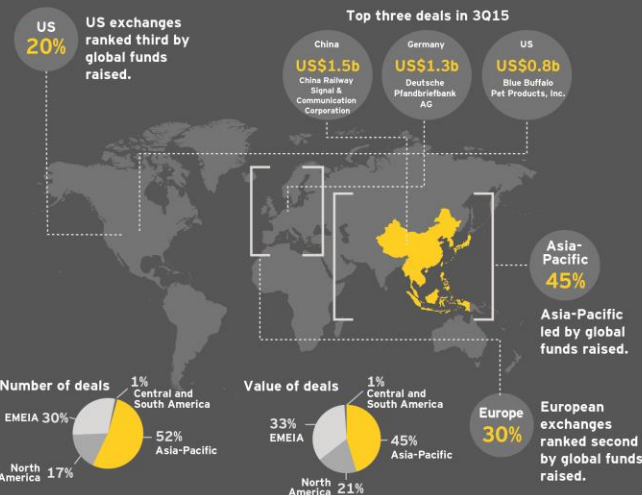 US
20%
US exchanges
ranked third by
global funds
raised.
Top three deals in 3Q15
China
US$1.5b
China Railway
Signal &
Communication
Corporation
Germany
US$1.3b
Deutsche
Pfandbriefbank
AG
US
US$0.8b
Blue Buffalo
Pet Products, Inc.
Asia-
Pacific
45%
Asia-Pacific
led by global
funds raised.
Number of deals
1%
Central and
South America
EMEIA 30%
52%
Asia-Pacific
North
America 17%
Value of deals
1%
Central and
South America
33%
EMEIA
45%
Asia-Pacific
North
America 21%
Europe
30%
European
exchanges
ranked second
by global funds
raised.